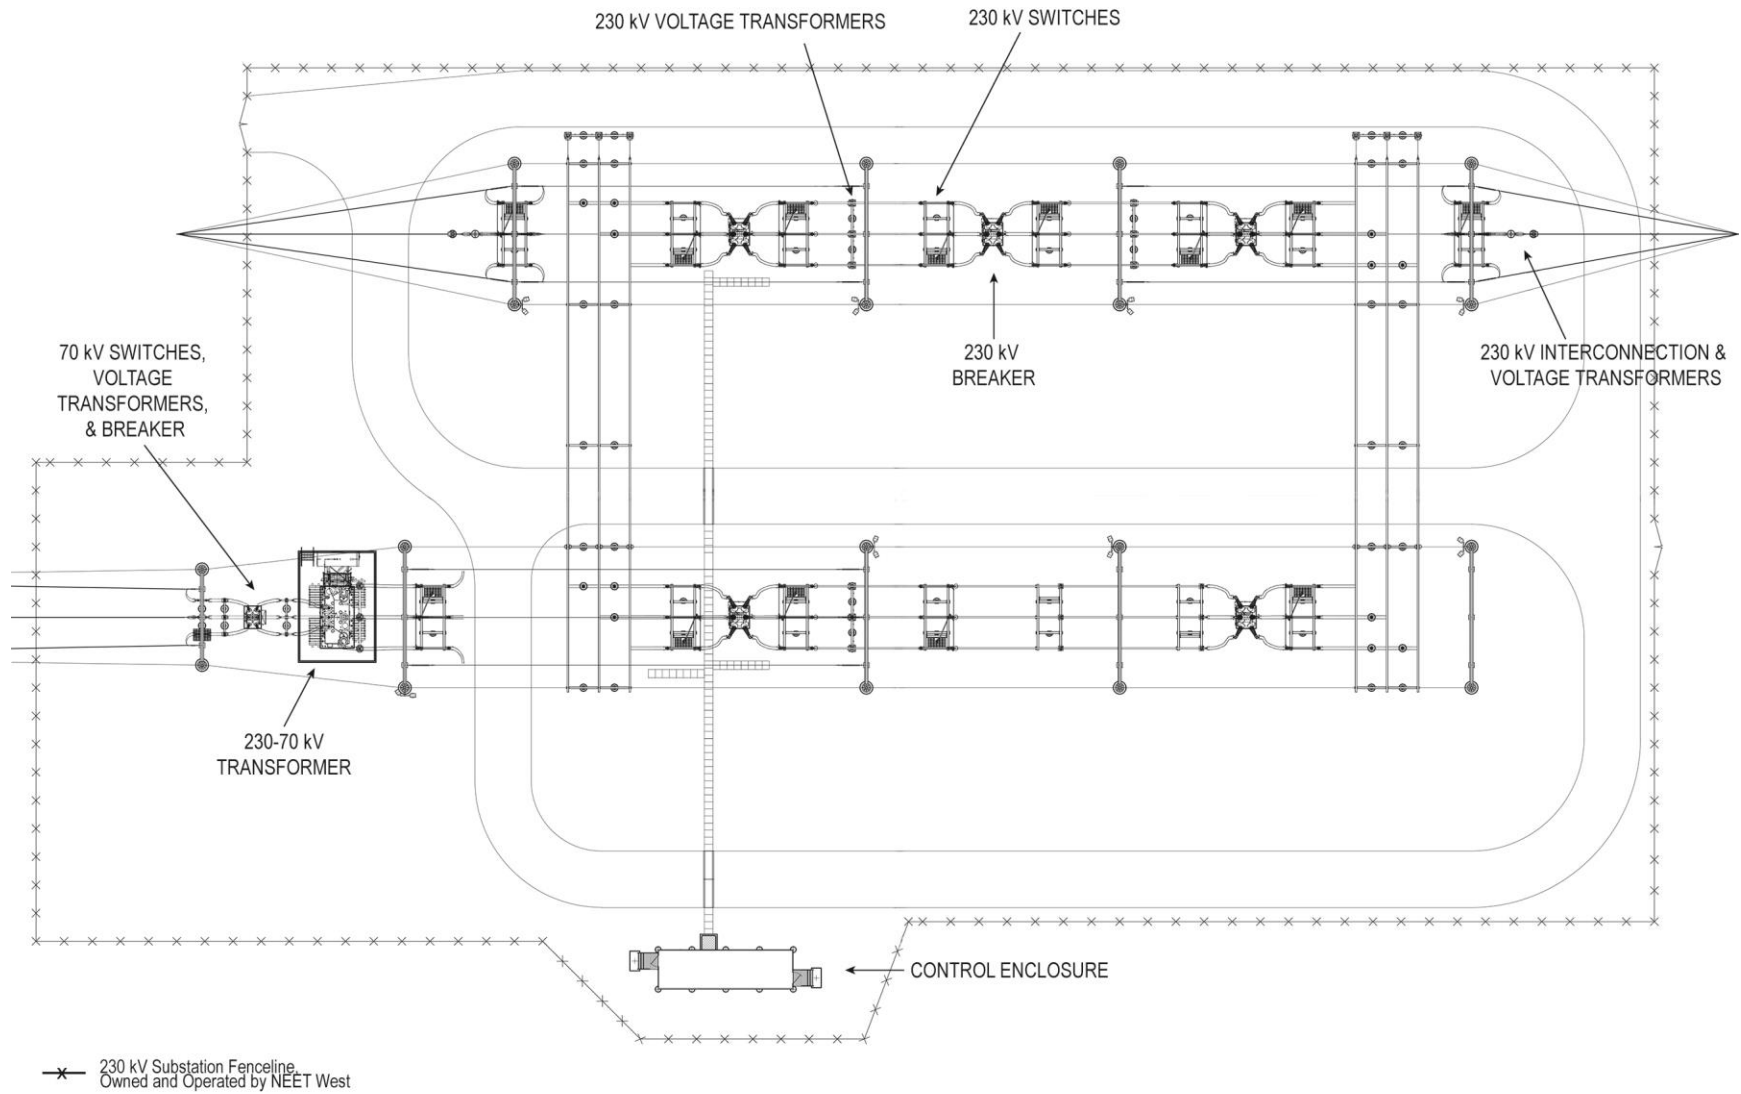 230 kV VOLTAGE TRANSFORMERS
230 kV SWITCHES
70 kV SWITCHES,
VOLTAGE
TRANSFORMERS,
& BREAKER
230 kV
BREAKER
230 kV INTERCONNECTION &
VOLTAGE TRANSFORMERS
230-70 kV
TRANSFORMER
CONTROL ENCLOSURE
230 kV Substation Fenceline,
Owned and Operated by NEET West